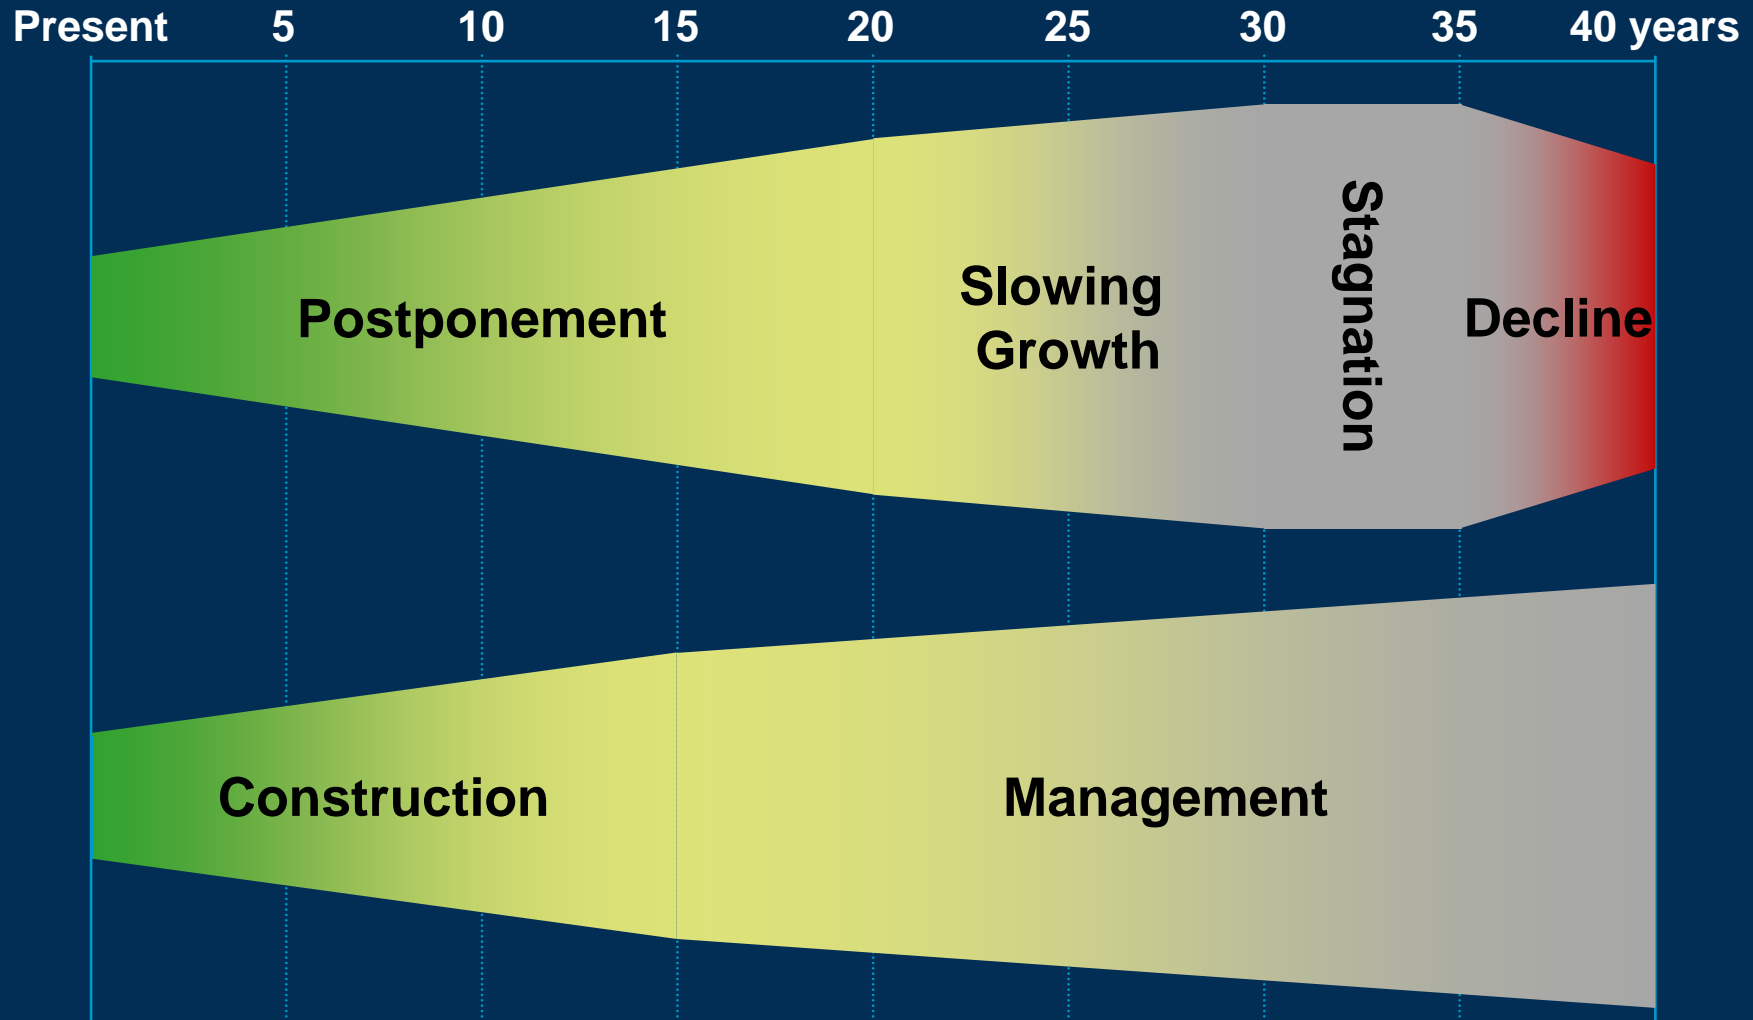 Present 5 10 15 20 25 30 35 40 years
Postponement
Slowing
Growth
Stagnation
Decline
Construction
Management